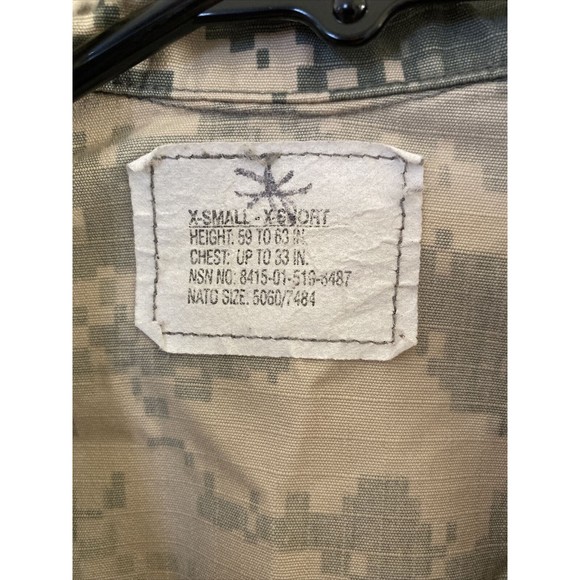 X-SMALL - X-SHORT
HEIGHT: 59 TO 63 IN.
CHEST: UP TO 33 IN.
NSN NO: 8415-01-519-8487
NATO SIZE: 5060/7484